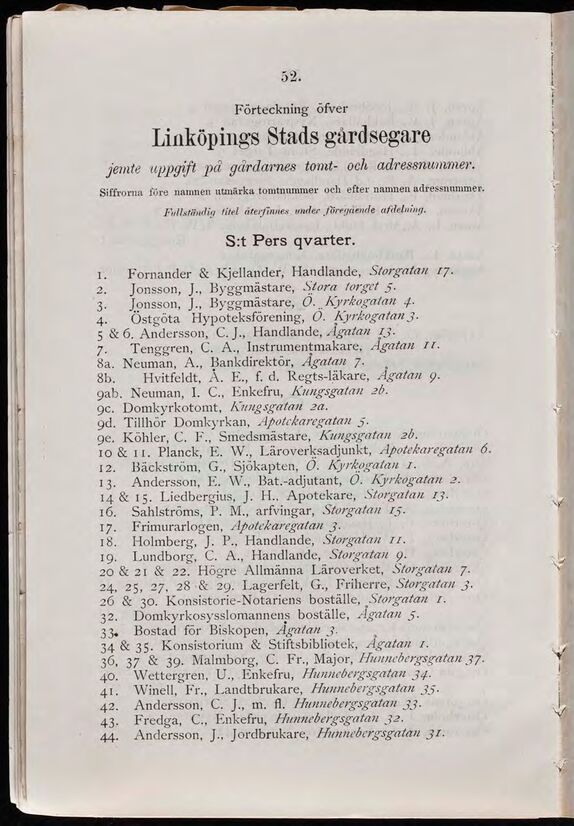 52.
Förteckning öfver
Linköpings Stads gårdsegare
jemte uppgift på gårdarnes tomt- och adressnummer.
Siffrorna före namnen utmärka tomtnummer och efter namnen adressnummer.
Fullständig titel återfinnes under föregående afdelning.
S:t Pers qvarter.
1. Fornander & Kjellander, Handlande, Storgatan 17.
2. Jonsson, J., Byggmästare, Stora torget 5.
3. Jonsson, J., Byggmästare, Ö. Kyrkogatan 4.
4. Östgöta Hypoteksförening, Ö. Kyrkogatan 3.
5 & 6. Andersson, C. J., Handlande, Ågatan 13.
7. Tenggren, C. A., Instrumentmakare, Ågatan 11.
8a. Neuman, A., Bankdirektör, Ågatan 7.
8b. Hvitfeldt, Å. E., f. d. Regts-läkare, Ågatan 9.
9ab. Neuman, I. C., Enkefru, Kungsgatan 2b.
9c. Domkyrkotomt, Kungsgatan 2a.
9d. Tillhör Domkyrkan, Apotekaregatan 5.
9e. Köhler, C. F., Smedsmästare, Kungsgatan 2b.
10 & 11. Planck, E. W., Läroverksadjunkt, Apotekaregatan 6.
12. Bäckström, G., Sjökapten, Ö. Kyrkogatan 1.
13. Andersson, E. W., Bat.-adjutant, Ö. Kyrkogatan 2.
14 & 15. Liedbergius, J. H., Apotekare, Storgatan 13.
16. Sahlströms, P. M., arfvingar, Storgatan 15.
17. Frimurarlogen, Apotekaregatan 3.
18. Holmberg, J. P., Handlande, Storgatan 11.
19. Lundborg, C. A., Handlande, Storgatan 9.
20 & 21 & 22. Högre Allmänna Läroverket, Storgatan 7.
24, 25, 27, 28 & 29. Lagerfelt, G., Friherre, Storgatan 3.
26 & 30. Konsistorie-Notariens boställe, Storgatan 1.
32. Domkyrkosysslomannens boställe, Ågatan 5.
33. Bostad för Biskopen, Ågatan 3.
34 & 35. Konsistorium & Stiftsbibliotek, Ågatan 1.
36, 37 & 39. Malmborg, C. Fr., Major, Hunnebergsgatan 37.
40. Wettergren, U., Enkefru, Hunnebergsgatan 34.
41. Winell, Fr., Landtbrukare, Hunnebergsgatan 35.
42. Andersson, C. J., m. fl. Hunnebergsgatan 33.
43. Fredga, C., Enkefru, Hunnebergsgatan 32.
44. Andersson, J., Jordbrukare, Hunnebergsgatan 31.